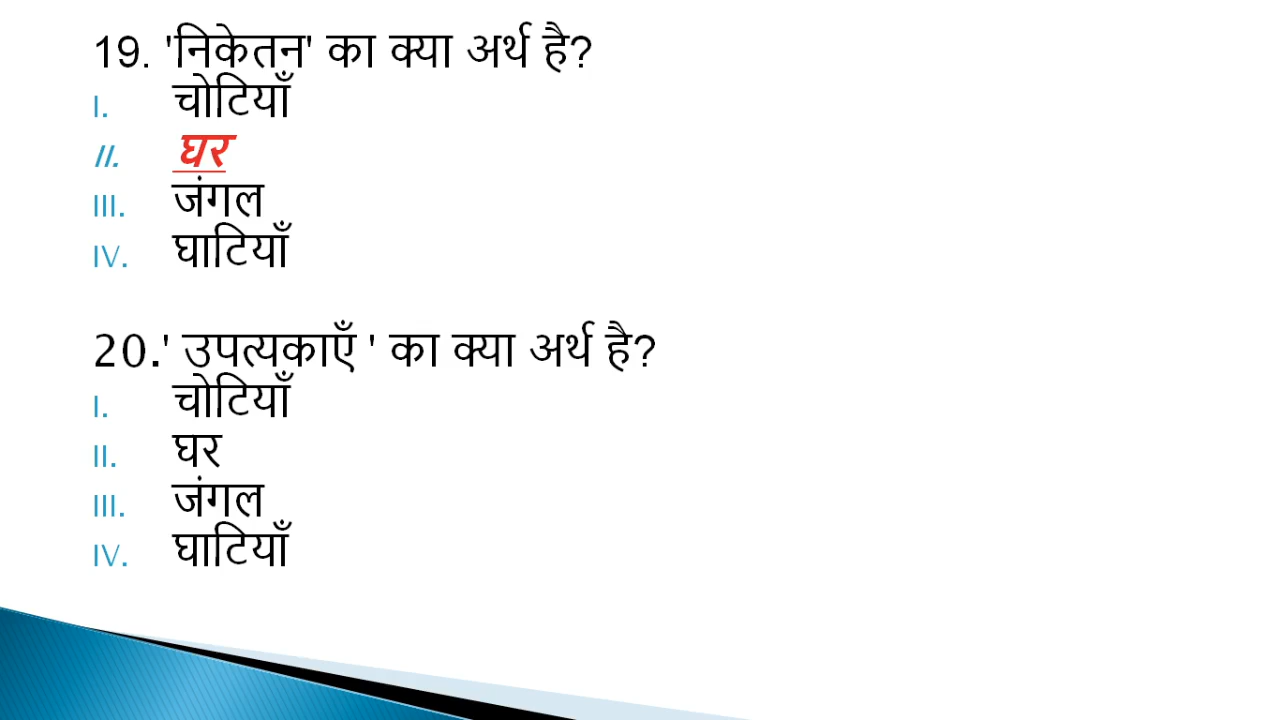 19. 'निकेतन' का क्या अर्थ है?
I. चोटियाँ
II. घर
III. जंगल
IV. घाटियाँ
20.' उपत्यकाएँ ' का क्या अर्थ है?
I. चोटियाँ
II. घर
III. जंगल
IV. घाटियाँ